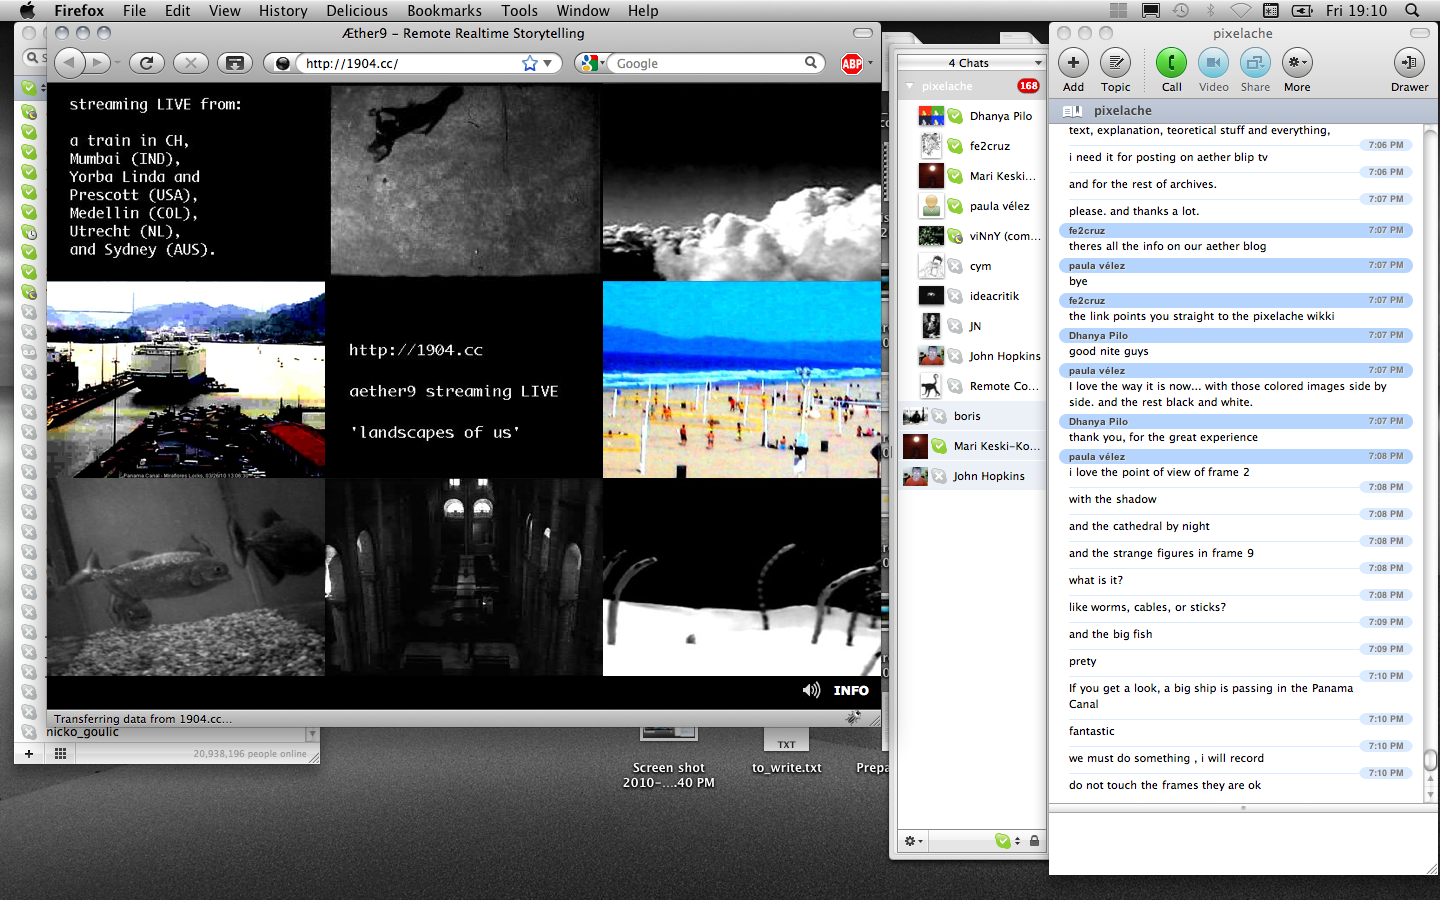 Firefox File Edit View History Delicious Bookmarks Tools Window Help
Fri 19:10
Æther9 – Remote Realtime Storytelling
http://1904.cc/
Google
ABP
streaming LIVE from:
a train in CH,
Mumbai (IND),
Yorba Linda and
Prescott (USA),
Medellin (COL),
Utrecht (NL),
and Sydney (AUS).
http://1904.cc
aether9 streaming LIVE
'landscapes of us'
Panama Canal - Miraflores Locks, 03/26/10
INFO
Transferring data from 1904.cc...
nicko_goulic
20,938,196 people online
Screen shot
2010-....40 PM
TXT
to_write.txt
Prepa
4 Chats
pixelache
168
Dhanya Pilo
fe2cruz
Mari Keski...
paula vélez
viNnY (com...
cym
ideacritik
JN
John Hopkins
Remote Co...
boris
Mari Keski-Ko...
John Hopkins
pixelache
Add
Topic
Call
Video
Share
More
Drawer
pixelache
text, explanation, teoretical stuff and everything,
7:06 PM
i need it for posting on aether blip tv
7:06 PM
and for the rest of archives.
7:07 PM
please. and thanks a lot.
fe2cruz 7:07 PM
theres all the info on our aether blog
paula vélez 7:07 PM
bye
fe2cruz 7:07 PM
the link points you straight to the pixelache wikki
Dhanya Pilo 7:07 PM
good nite guys
paula vélez 7:07 PM
I love the way it is now... with those colored images side by
side. and the rest black and white.
Dhanya Pilo 7:07 PM
thank you, for the great experience
paula vélez 7:08 PM
i love the point of view of frame 2
7:08 PM
with the shadow
7:08 PM
and the cathedral by night
7:08 PM
and the strange figures in frame 9
7:08 PM
what is it?
7:08 PM
like worms, cables, or sticks?
7:09 PM
and the big fish
7:09 PM
prety
7:10 PM
If you get a look, a big ship is passing in the Panama
Canal
7:10 PM
fantastic
7:10 PM
we must do something , i will record
7:10 PM
do not touch the frames they are ok